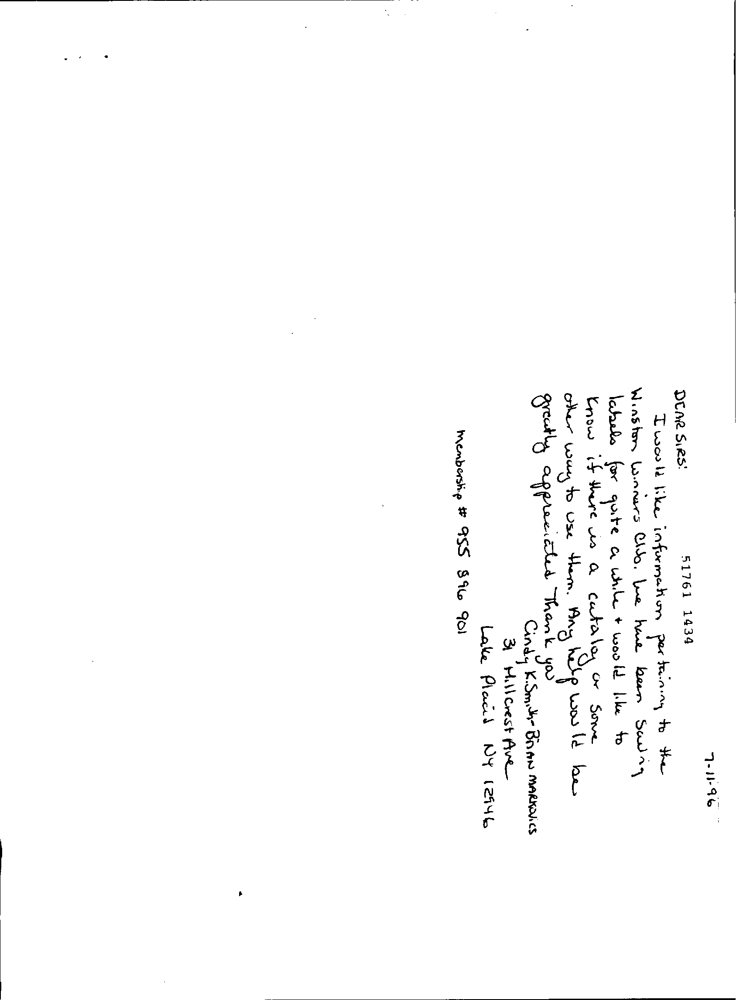 7-11-96
51761 1434
DEAR SIRS:
I would like information pertaining to the
Winston Winners Club. We have been saving
labels for quite a while + would like to
know if there is a catalog or some
other way to use them. Any help would be
greatly appreciated Thank you
Cindy K. Smith-Brian Markovics
31 Hillcrest Ave
Lake Placid NY 12946
membership # 955 896 901